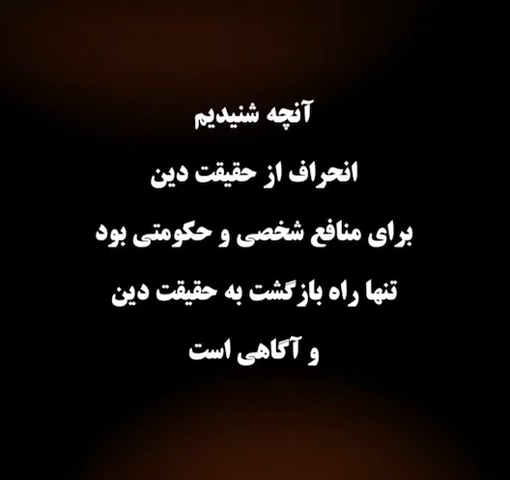 آنچه شنیدیم
انحراف از حقیقت دین
برای منافع شخصی و حکومتی بود
تنها راه بازگشت به حقیقت دین
و آگاهی است